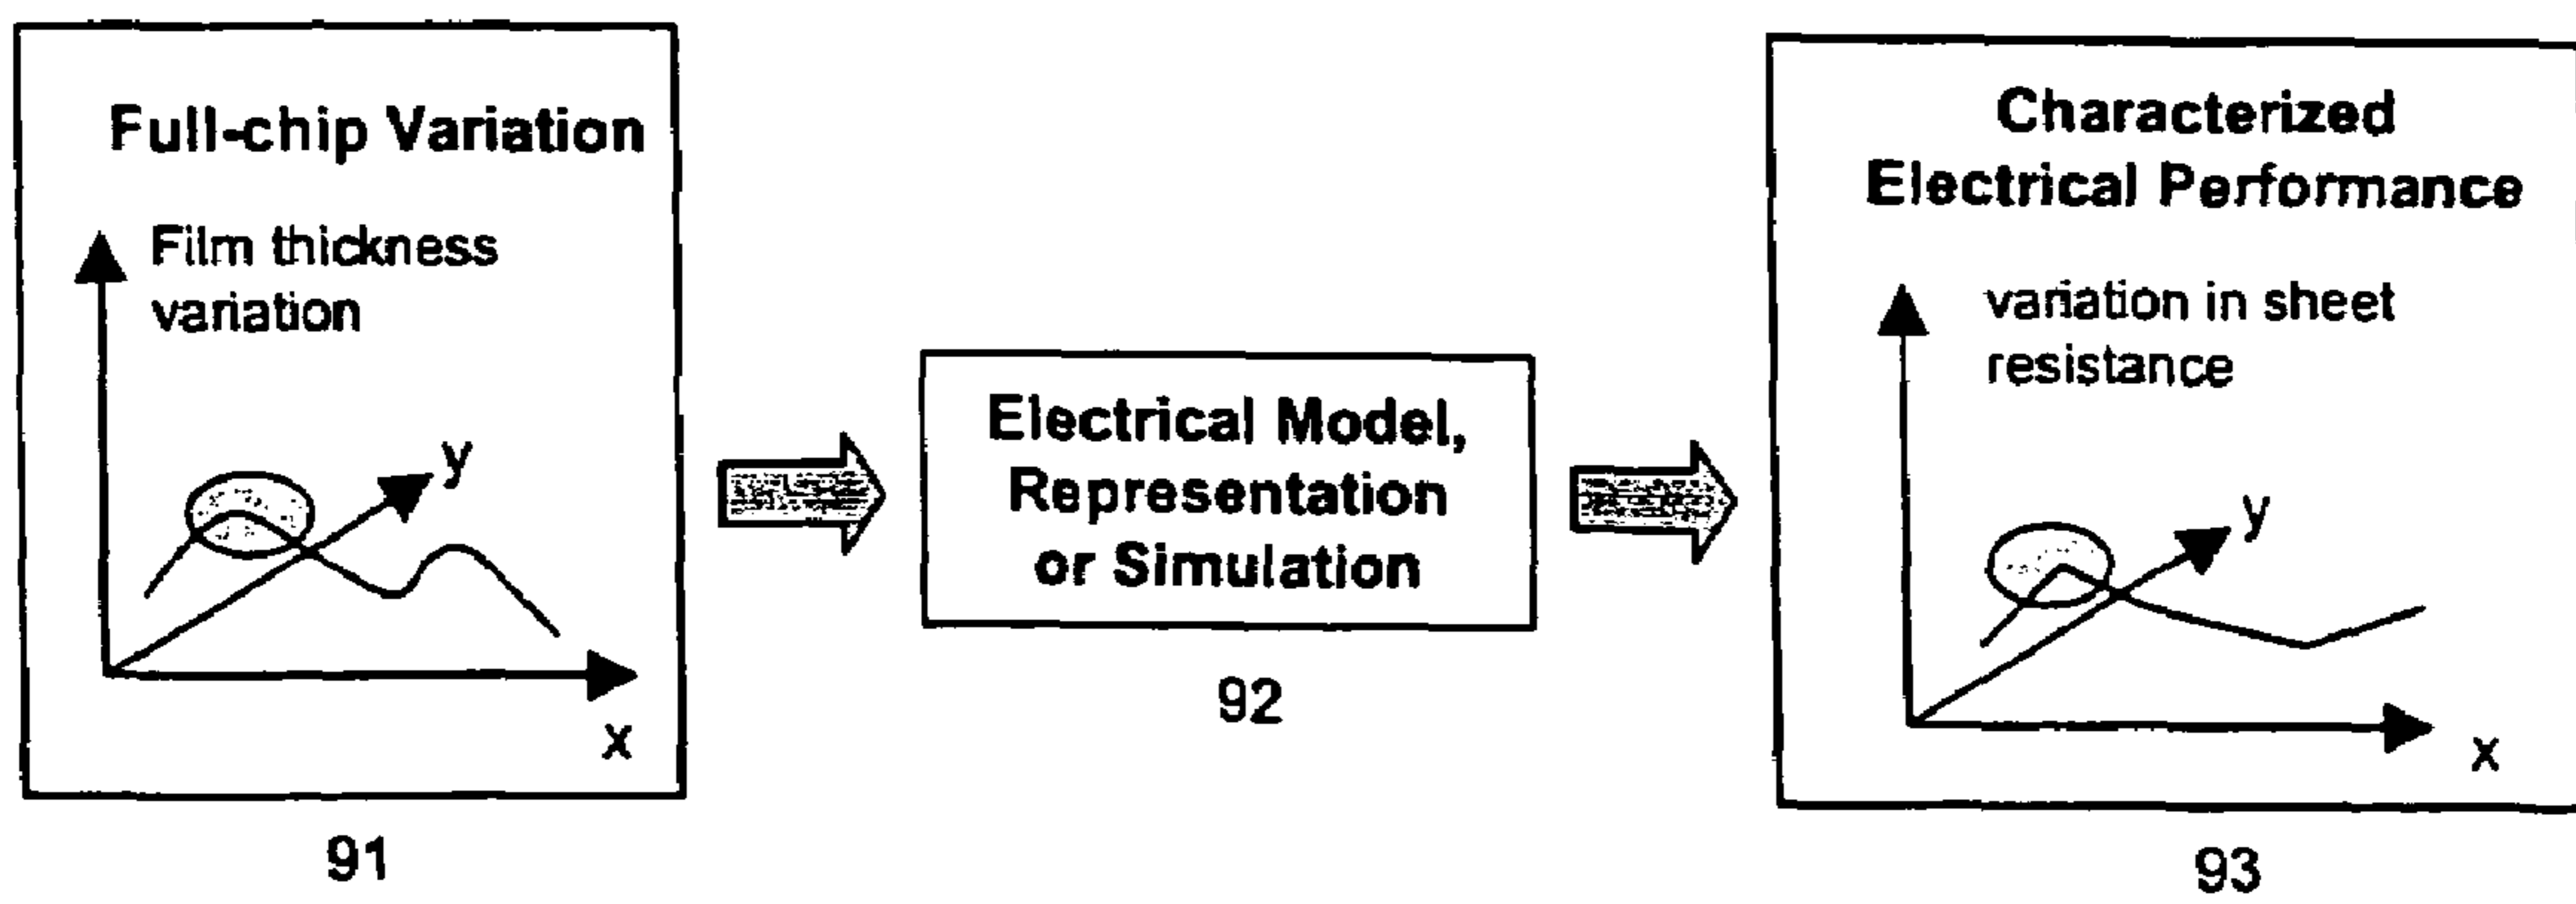 Full-chip Variation
Film thickness
variation
y
x
91
Electrical Model,
Representation
or Simulation
92
Characterized
Electrical Performance
variation in sheet
resistance
y
x
93